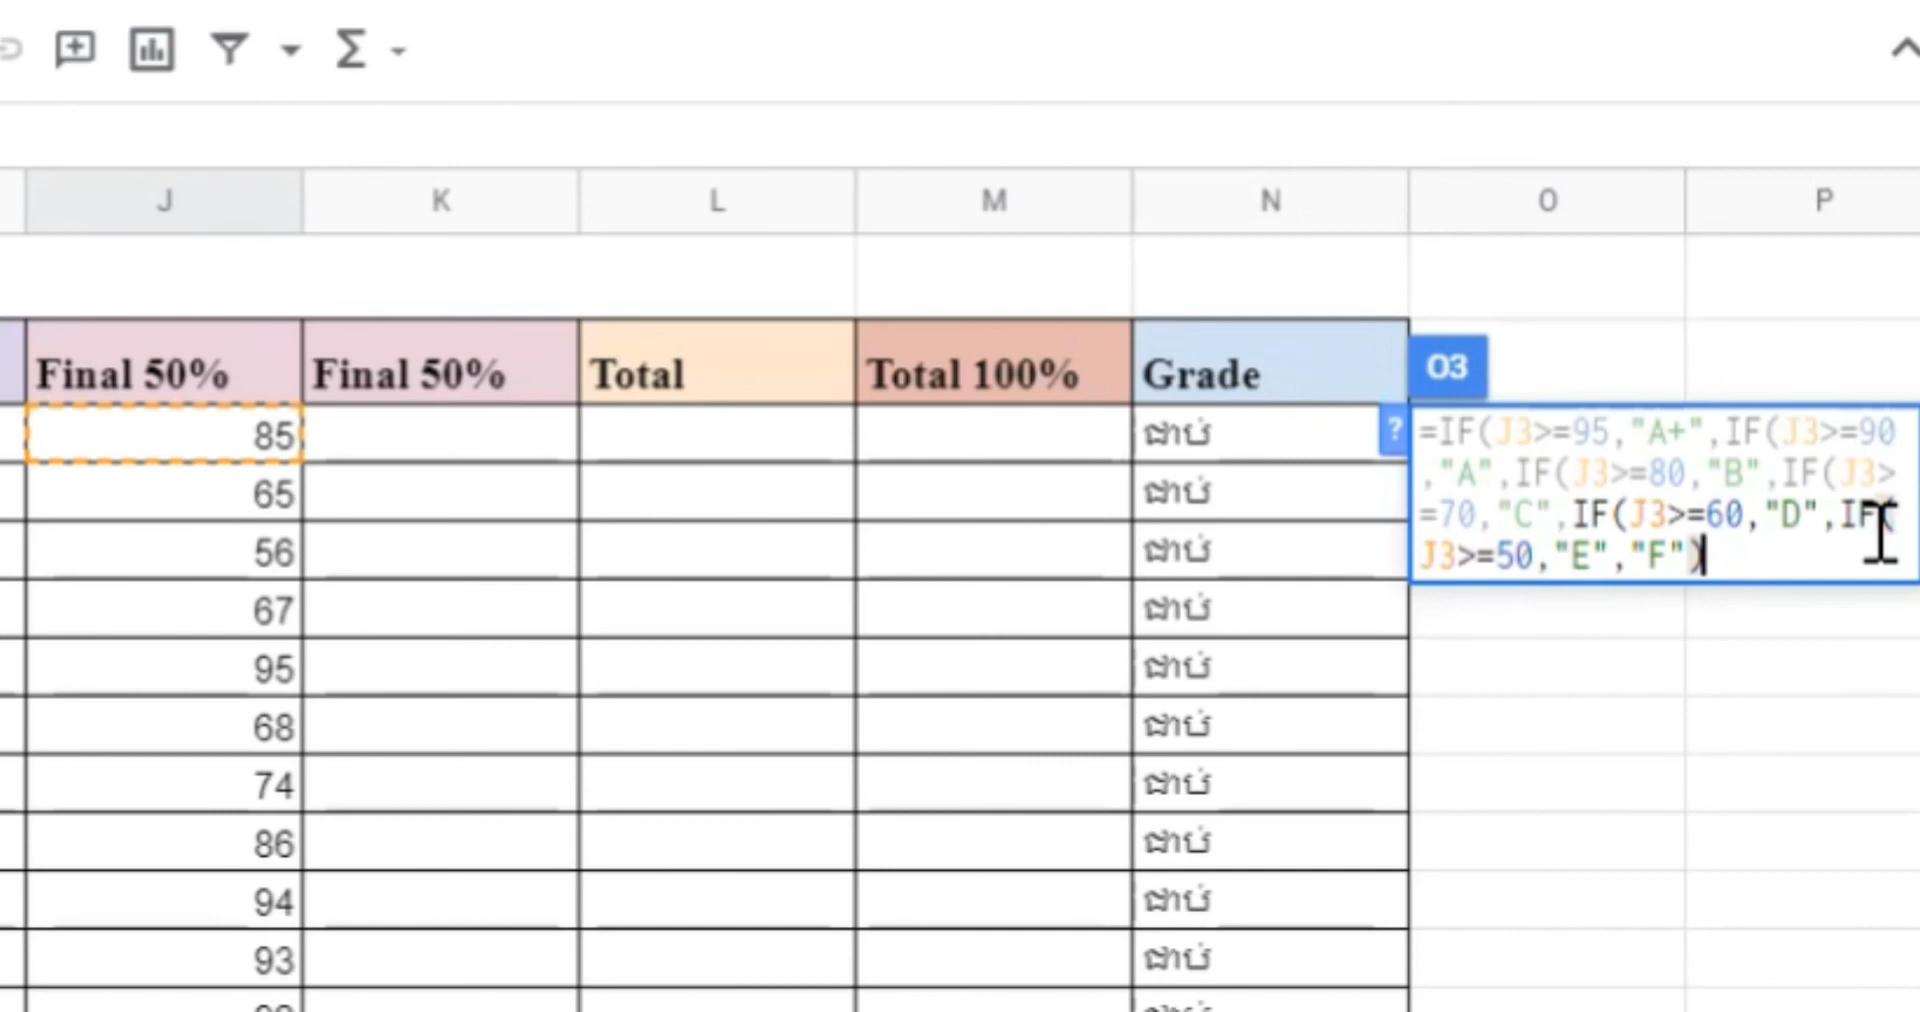 J K L M N O P
Final 50% Final 50% Total Total 100% Grade O3
85 ជាប់ ? =IF(J3>=95,"A+",IF(J3>=90
,"A",IF(J3>=80,"B",IF(J3>
65 ជាប់
=70,"C",IF(J3>=60,"D",IF(
56 ជាប់ J3>=50,"E","F")
67 ជាប់
95 ជាប់
68 ជាប់
74 ជាប់
86 ជាប់
94 ជាប់
93 ជាប់